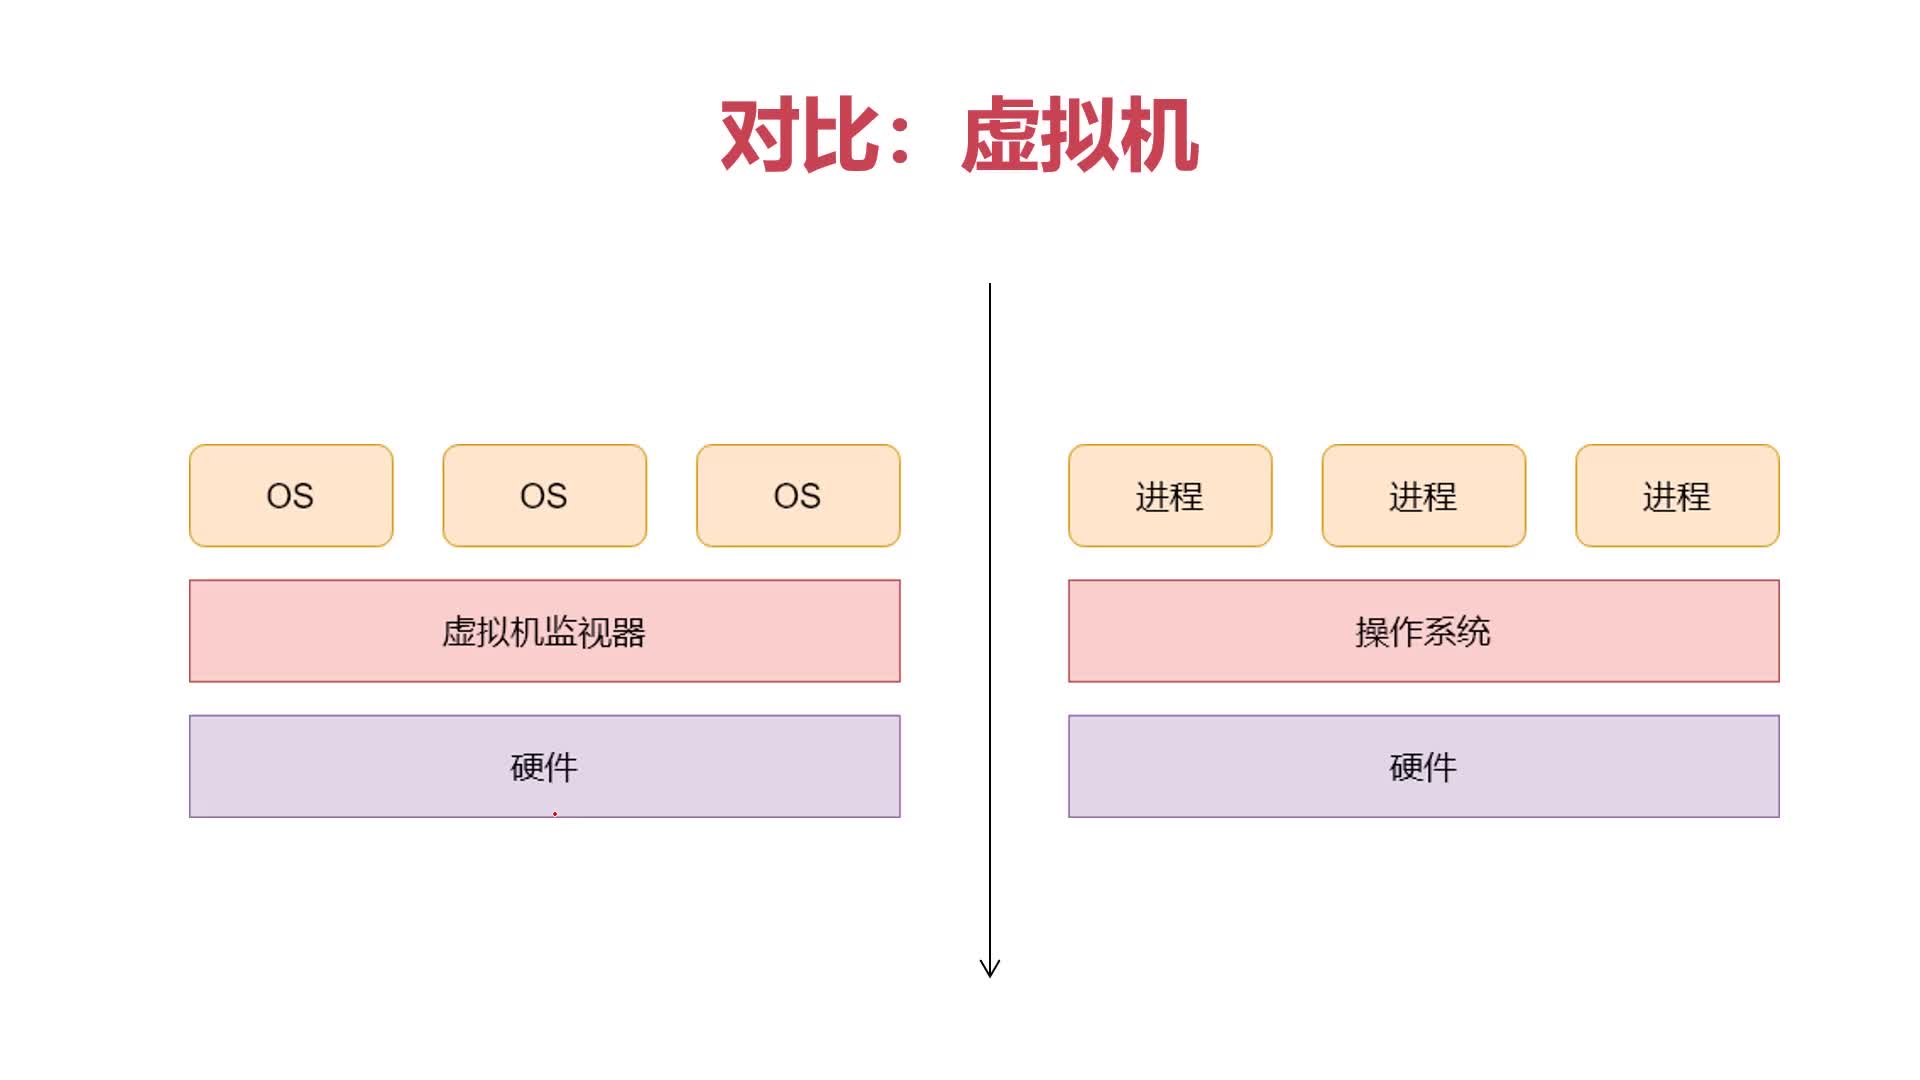 对比：虚拟机
OS OS OS
虚拟机监视器
硬件
进程 进程 进程
操作系统
硬件